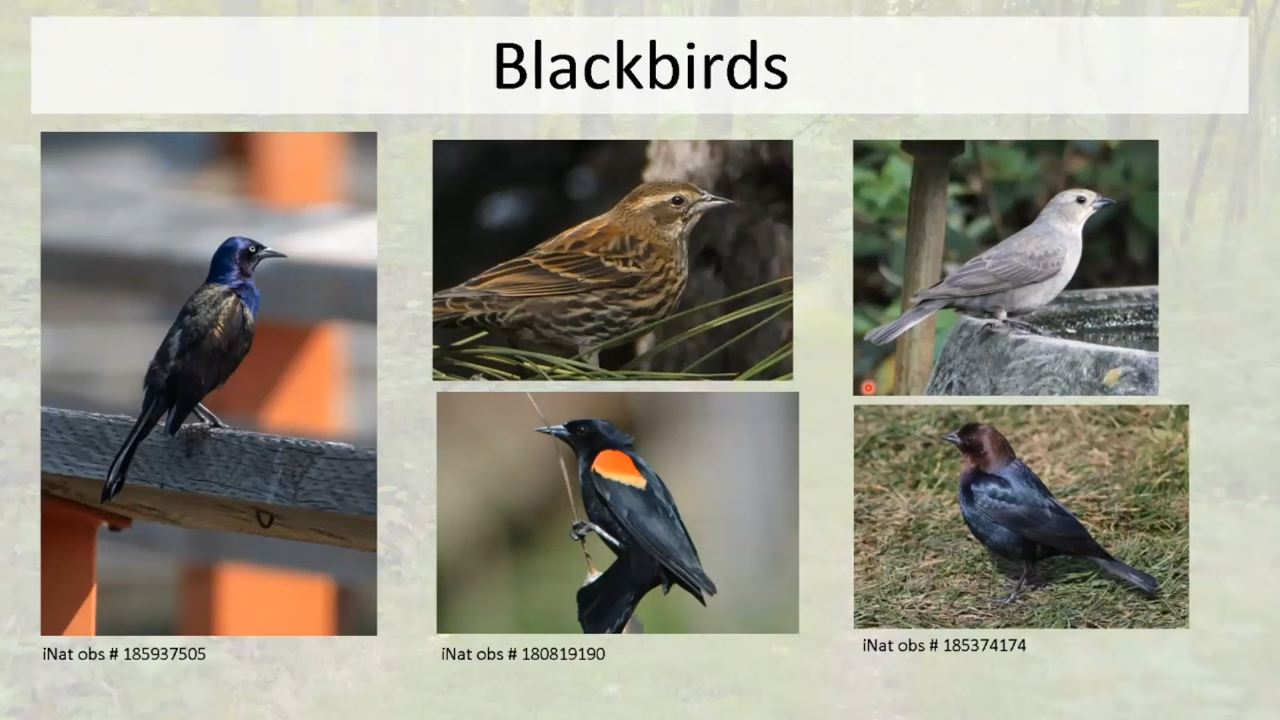 Blackbirds
iNat obs # 185937505
iNat obs # 180819190
iNat obs # 185374174